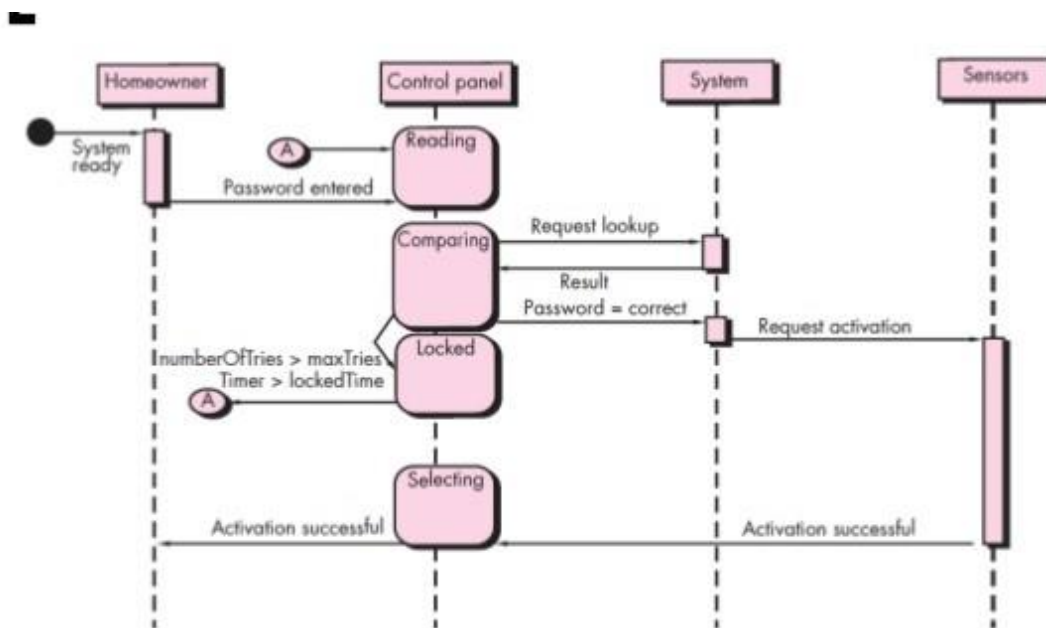 Homeowner
Control panel
System
Sensors
System
ready
A
Reading
Password entered
Comparing
Request lookup
Result
Password = correct
Request activation
numberOfTries > maxTries
Locked
Timer > lockedTime
A
Selecting
Activation successful
Activation successful